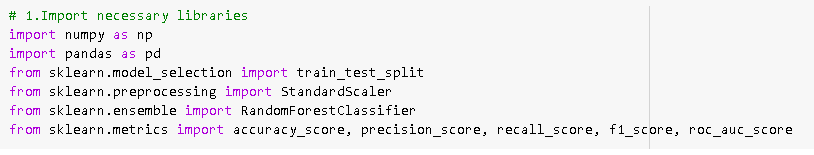 # 1.Import necessary libraries
import numpy as np
import pandas as pd
from sklearn.model_selection import train_test_split
from sklearn.preprocessing import StandardScaler
from sklearn.ensemble import RandomForestClassifier
from sklearn.metrics import accuracy_score, precision_score, recall_score, f1_score, roc_auc_score